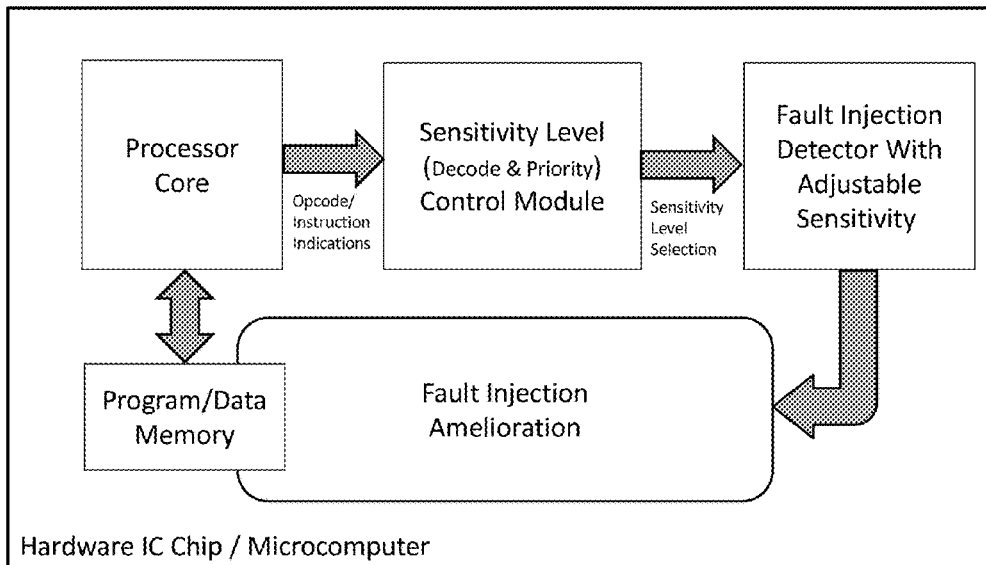 Processor
Core
Opcode/
Instruction
Indications
Sensitivity Level
(Decode & Priority)
Control Module
Sensitivity
Level
Selection
Fault Injection
Detector With
Adjustable
Sensitivity
Program/Data
Memory
Fault Injection
Amelioration
Hardware IC Chip / Microcomputer